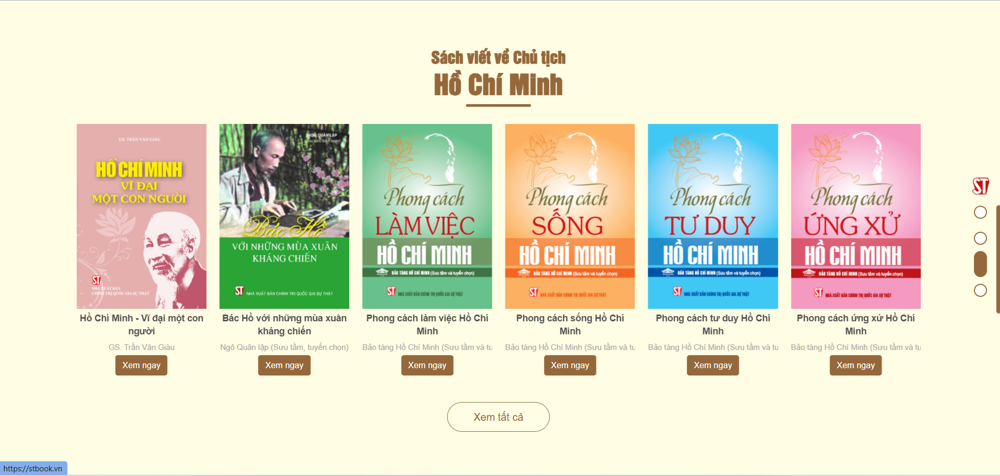 Sách viết về Chủ tịch
Hồ Chí Minh
GS. TRẦN VĂN GIÀU
HỒ CHÍ MINH
VĨ ĐẠI
MỘT CON NGƯỜI
ST
NHÀ XUẤT BẢN
CHÍNH TRỊ QUỐC GIA SỰ THẬT
NGÔ QUÂN LẬP
(Sưu tầm, biên soạn)
Bác Hồ
VỚI NHỮNG MÙA XUÂN
KHÁNG CHIẾN
ST NHÀ XUẤT BẢN CHÍNH TRỊ QUỐC GIA SỰ THẬT
Phong cách
LÀM VIỆC
HỒ CHÍ MINH
BẢO TÀNG HỒ CHÍ MINH (Sưu tầm và tuyển chọn)
ST NHÀ XUẤT BẢN CHÍNH TRỊ QUỐC GIA SỰ THẬT
Phong cách
SỐNG
HỒ CHÍ MINH
BẢO TÀNG HỒ CHÍ MINH (Sưu tầm và tuyển chọn)
ST NHÀ XUẤT BẢN CHÍNH TRỊ QUỐC GIA SỰ THẬT
Phong cách
TƯ DUY
HỒ CHÍ MINH
BẢO TÀNG HỒ CHÍ MINH (Sưu tầm và tuyển chọn)
ST NHÀ XUẤT BẢN CHÍNH TRỊ QUỐC GIA SỰ THẬT
Phong cách
ỨNG XỬ
HỒ CHÍ MINH
BẢO TÀNG HỒ CHÍ MINH (Sưu tầm và tuyển chọn)
ST NHÀ XUẤT BẢN CHÍNH TRỊ QUỐC GIA SỰ THẬT
Hồ Chí Minh - Vĩ đại một con
người
GS. Trần Văn Giàu
Xem ngay
Bác Hồ với những mùa xuân
kháng chiến
Ngô Quân lập (Sưu tầm, tuyển chọn)
Xem ngay
Phong cách làm việc Hồ Chí
Minh
Bảo tàng Hồ Chí Minh (Sưu tầm và tu
Xem ngay
Phong cách sống Hồ Chí
Minh
Bảo tàng Hồ Chí Minh (Sưu tầm và tu
Xem ngay
Phong cách tư duy Hồ Chí
Minh
Bảo tàng Hồ Chí Minh (Sưu tầm và tu
Xem ngay
Phong cách ứng xử Hồ Chí
Minh
Bảo tàng Hồ Chí Minh (Sưu tầm và tu
Xem ngay
ST
Xem tất cả
https://stbook.vn